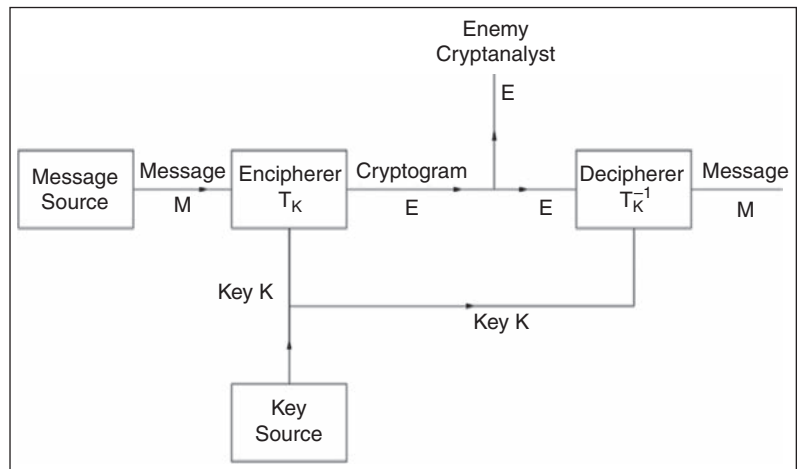 Enemy
Cryptanalyst
E
Message
Source
Message
M
Encipherer
T_K
Cryptogram
E
E
Decipherer
T_K^{-1}
Message
M
Key K
Key K
Key
Source